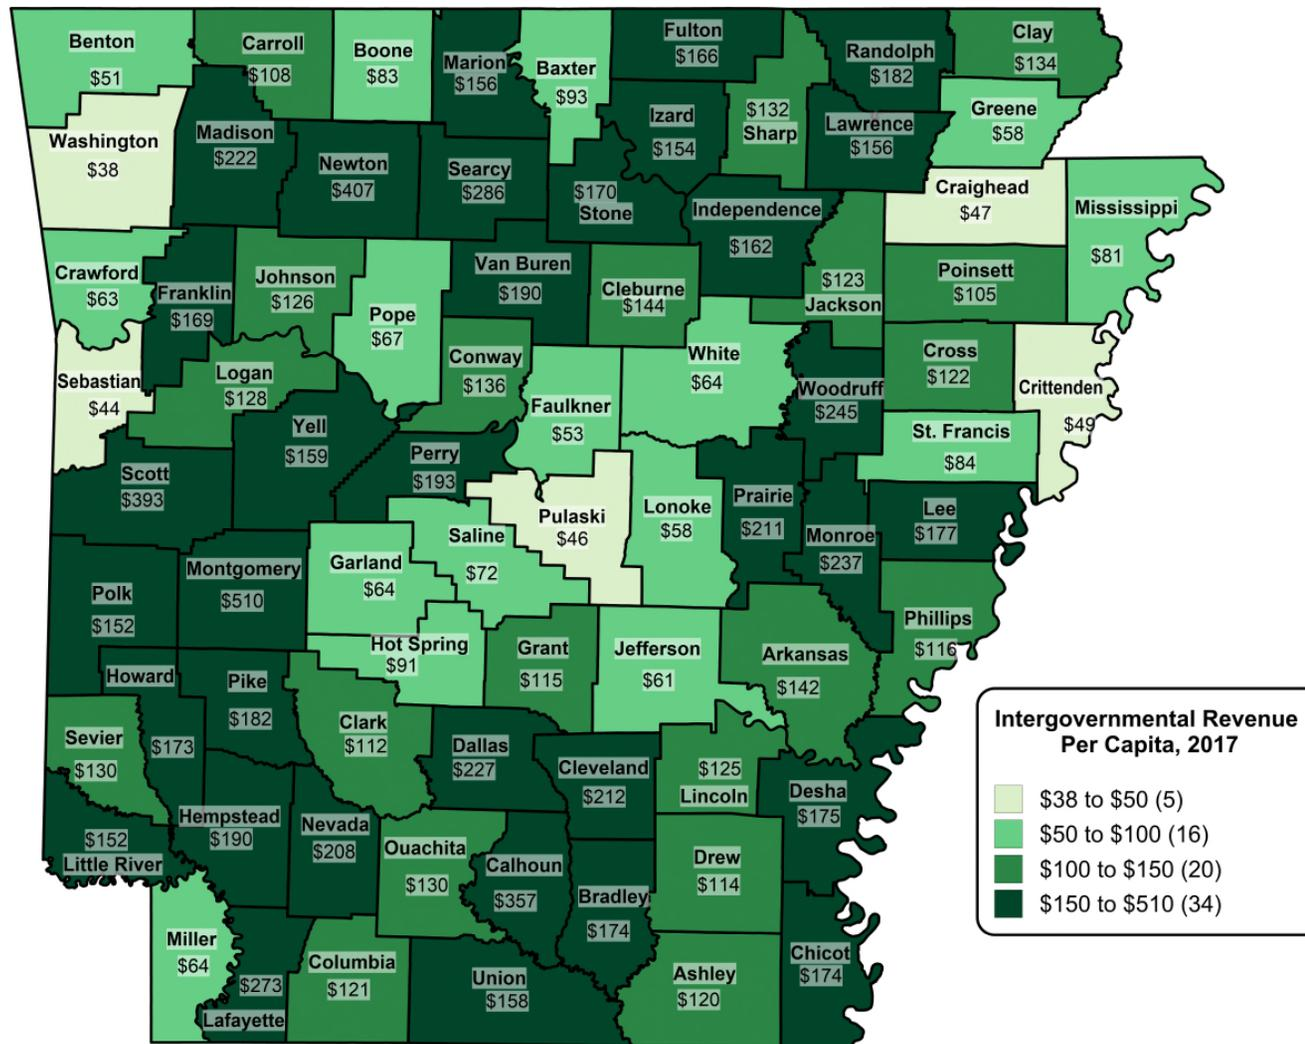 Benton
$51
Carroll
$108
Boone
$83
Marion
$156
Baxter
$93
Fulton
$166
Randolph
$182
Clay
$134
Washington
$38
Madison
$222
Newton
$407
Searcy
$286
$170
Stone
Izard
$154
$132
Sharp
Lawrence
$156
Greene
$58
Independence
$162
Craighead
$47
Mississippi
$81
Crawford
$63
Franklin
$169
Johnson
$126
Pope
$67
Van Buren
$190
Cleburne
$144
$123
Jackson
Poinsett
$105
Sebastian
$44
Logan
$128
Conway
$136
Faulkner
$53
White
$64
Woodruff
$245
Cross
$122
Crittenden
$49
Scott
$393
Yell
$159
Perry
$193
Pulaski
$46
Lonoke
$58
Prairie
$211
Monroe
$237
St. Francis
$84
Lee
$177
Polk
$152
Montgomery
$510
Garland
$64
Saline
$72
Hot Spring
$91
Grant
$115
Jefferson
$61
Arkansas
$142
Phillips
$116
Howard
$173
Pike
$182
Sevier
$130
Clark
$112
Dallas
$227
Cleveland
$212
$125
Lincoln
Desha
$175
$152
Little River
Hempstead
$190
Nevada
$208
Ouachita
$130
Calhoun
$357
Bradley
$174
Drew
$114
Miller
$64
$273
Lafayette
Columbia
$121
Union
$158
Ashley
$120
Chicot
$174
Intergovernmental Revenue
Per Capita, 2017
$38 to $50 (5)
$50 to $100 (16)
$100 to $150 (20)
$150 to $510 (34)